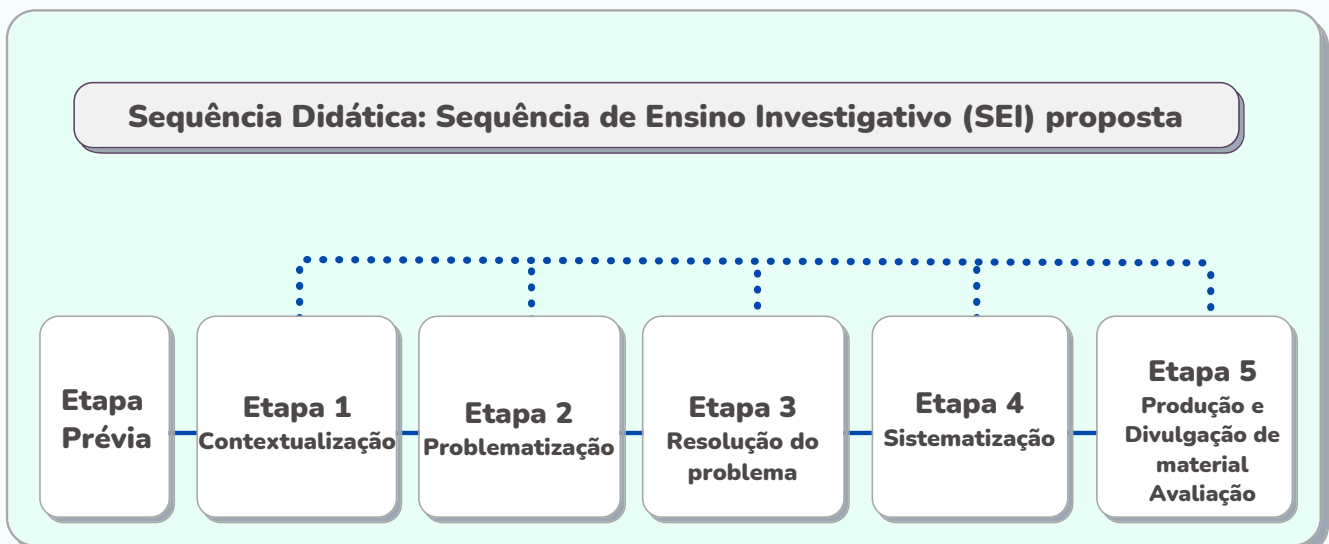 Sequência Didática: Sequência de Ensino Investigativo (SEI) proposta
Etapa
Prévia
Etapa 1
Contextualização
Etapa 2
Problematização
Etapa 3
Resolução do
problema
Etapa 4
Sistematização
Etapa 5
Produção e
Divulgação de
material
Avaliação